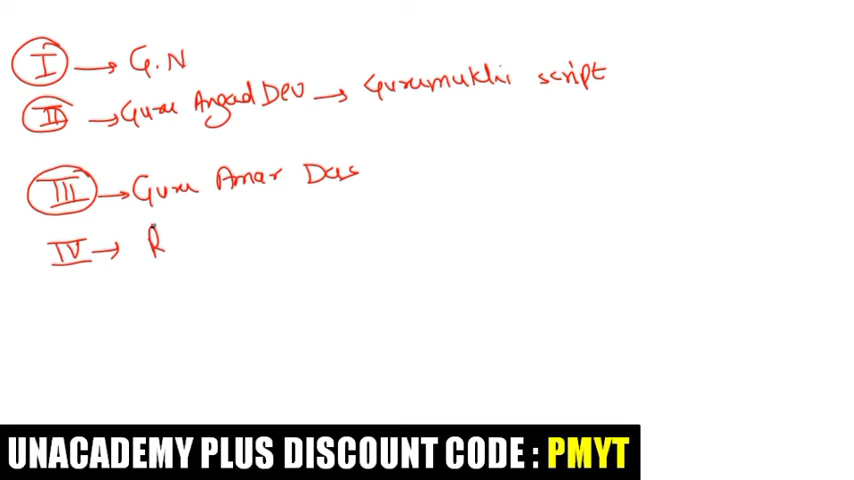 I → G.N
II → Guru Angad Dev → Gurumukhi script
III → Guru Amar Das
IV → R
UNACADEMY PLUS DISCOUNT CODE : PMYT